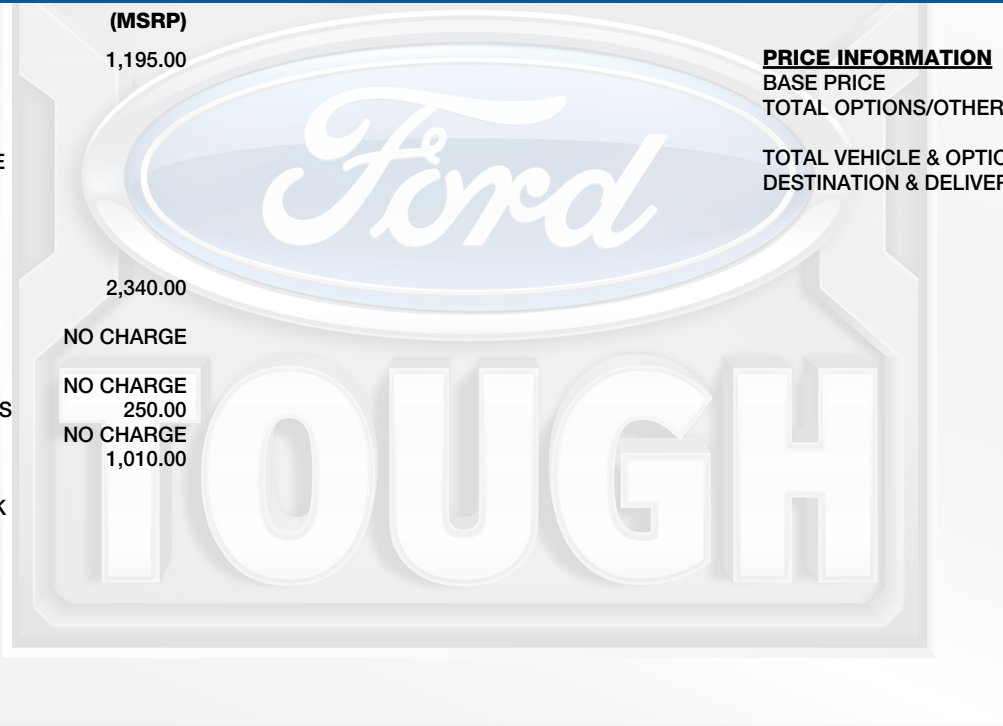 (MSRP)
1,195.00
E
2,340.00
NO CHARGE
NO CHARGE
S 250.00
NO CHARGE
1,010.00
K
PRICE INFORMATION
BASE PRICE
TOTAL OPTIONS/OTHER
TOTAL VEHICLE & OPTIO
DESTINATION & DELIVER
Ford
TOUGH